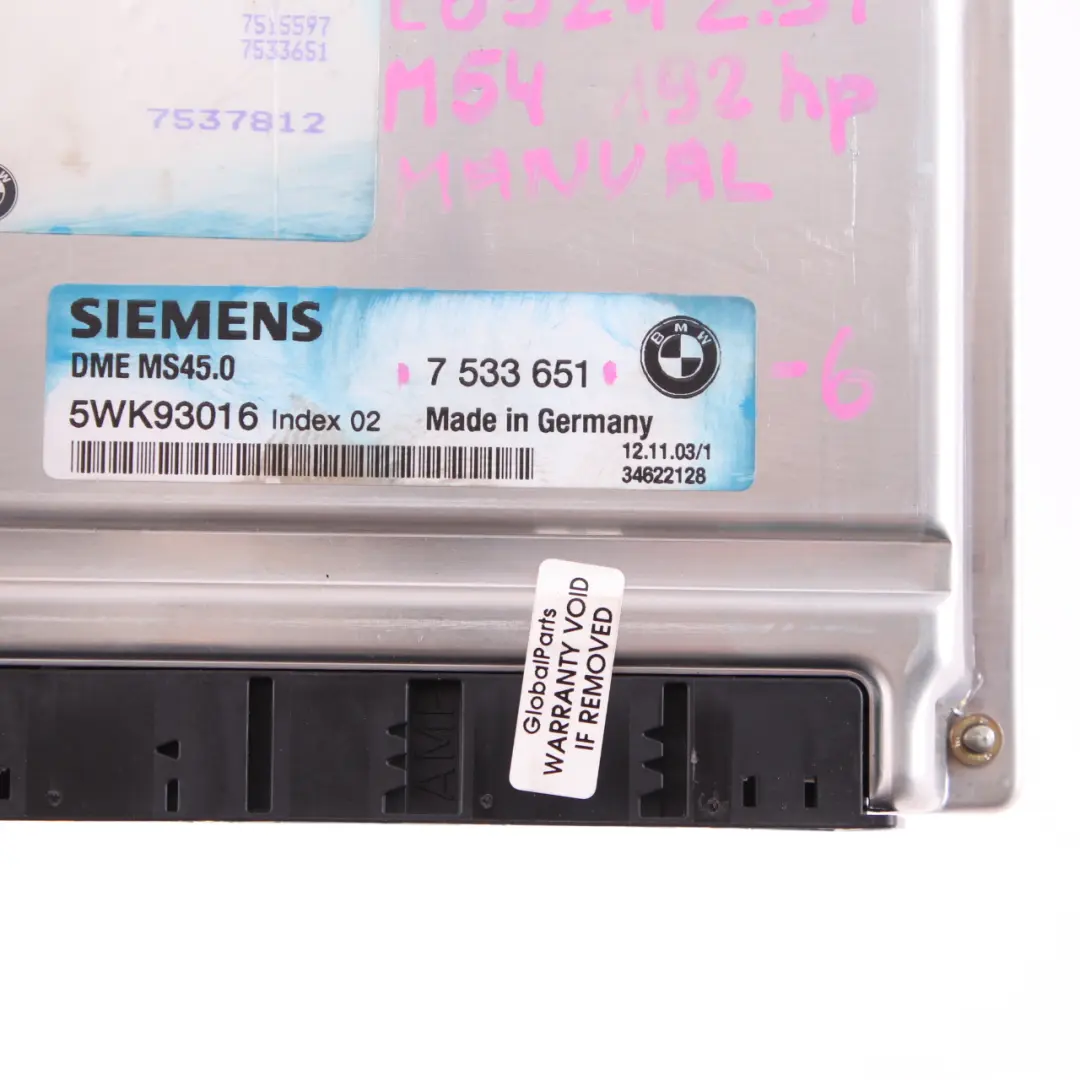 7515597
7533651
7537812
M54 192 hp
MANUAL
SIEMENS
DME MS45.0
7 533 651
BMW
-6
5WK93016 Index 02
Made in Germany
12.11.03/1
34622128
GlobalParts
WARRANTY VOID
IF REMOVED